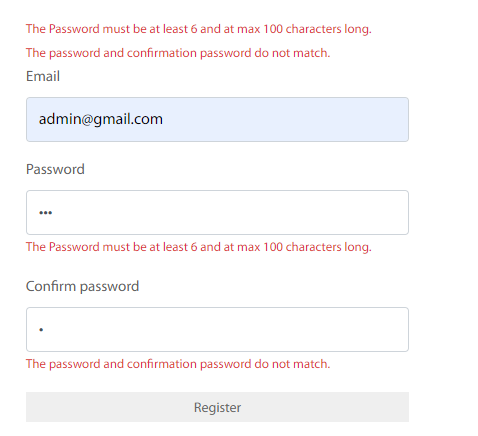 The Password must be at least 6 and at max 100 characters long.
The password and confirmation password do not match.
Email
admin@gmail.com
Password
•••
The Password must be at least 6 and at max 100 characters long.
Confirm password
•
The password and confirmation password do not match.
Register